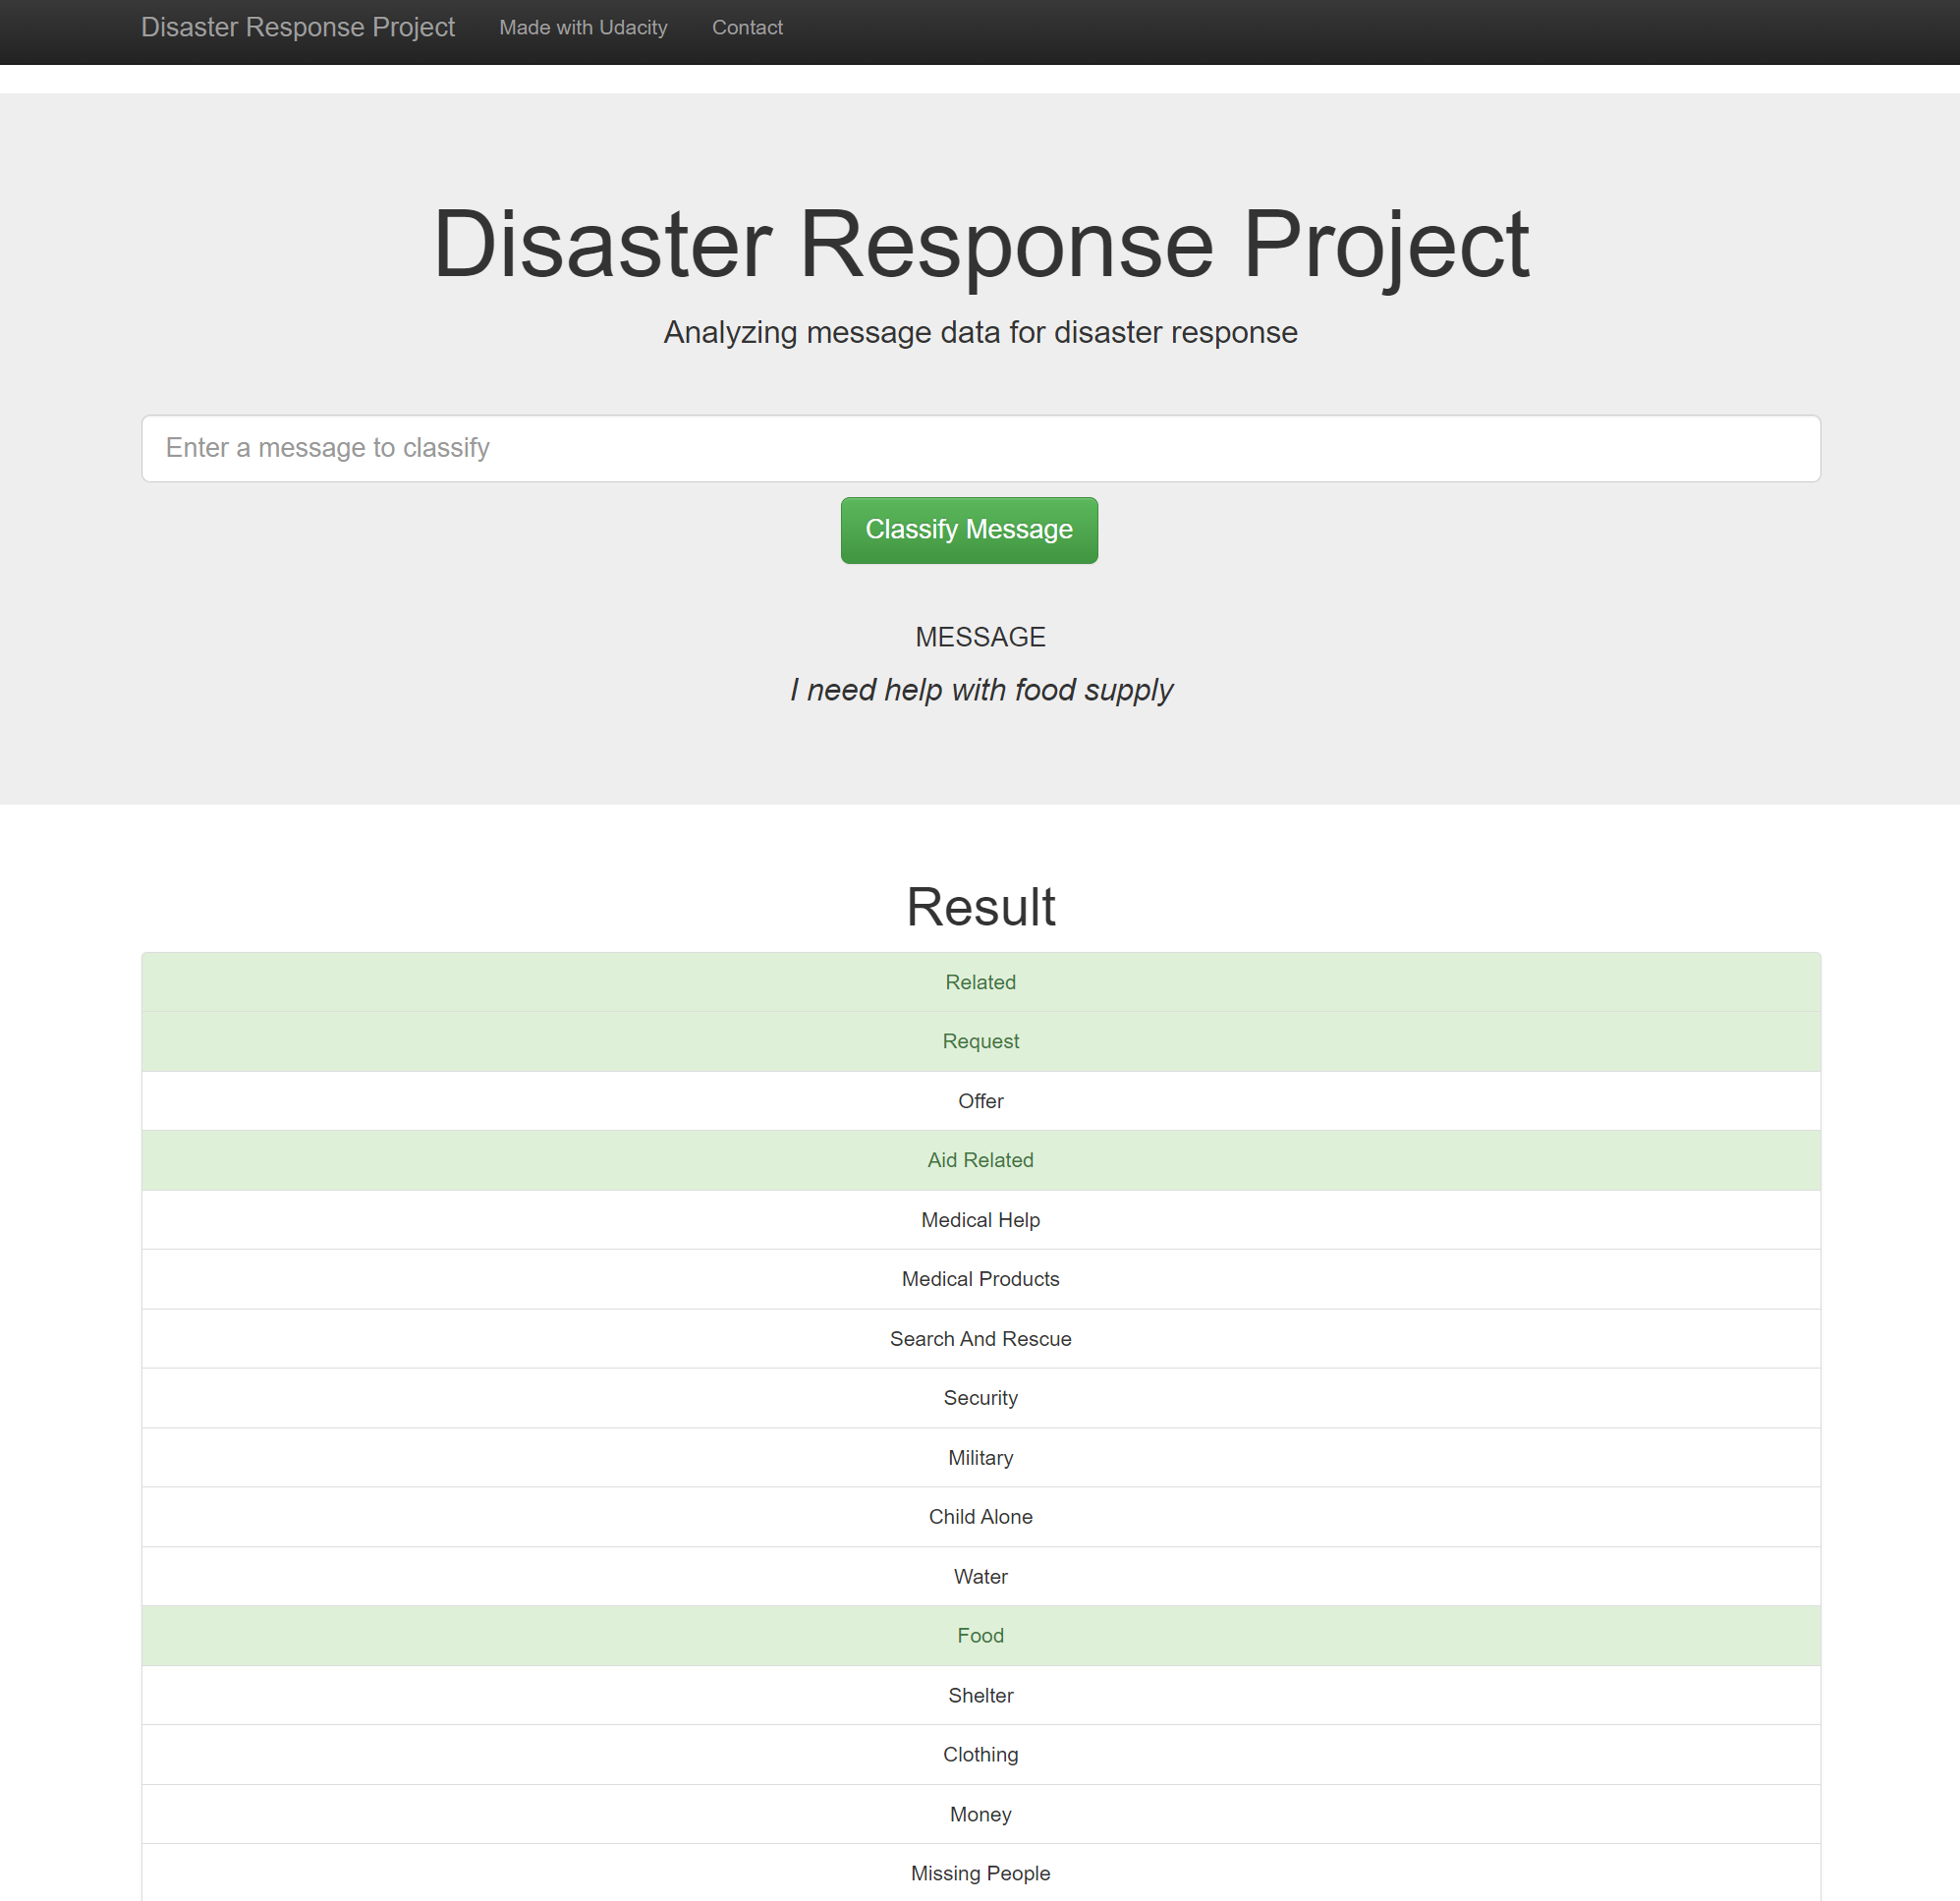 Disaster Response Project Made with Udacity Contact
Disaster Response Project
Analyzing message data for disaster response
Enter a message to classify
Classify Message
MESSAGE
I need help with food supply
Result
Related
Request
Offer
Aid Related
Medical Help
Medical Products
Search And Rescue
Security
Military
Child Alone
Water
Food
Shelter
Clothing
Money
Missing People